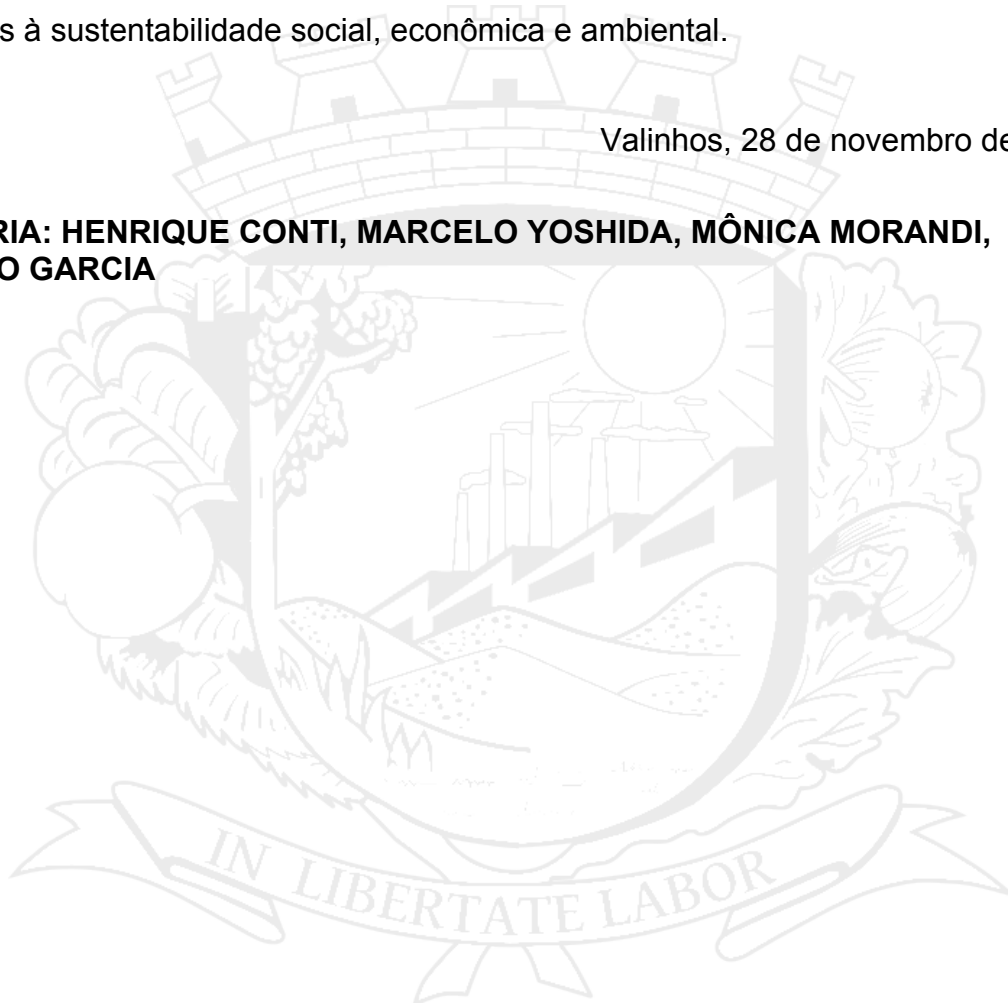 s à sustentabilidade social, econômica e ambiental.
Valinhos, 28 de novembro de
RIA: HENRIQUE CONTI, MARCELO YOSHIDA, MÔNICA MORANDI,
O GARCIA
IN LIBERTATE LABOR